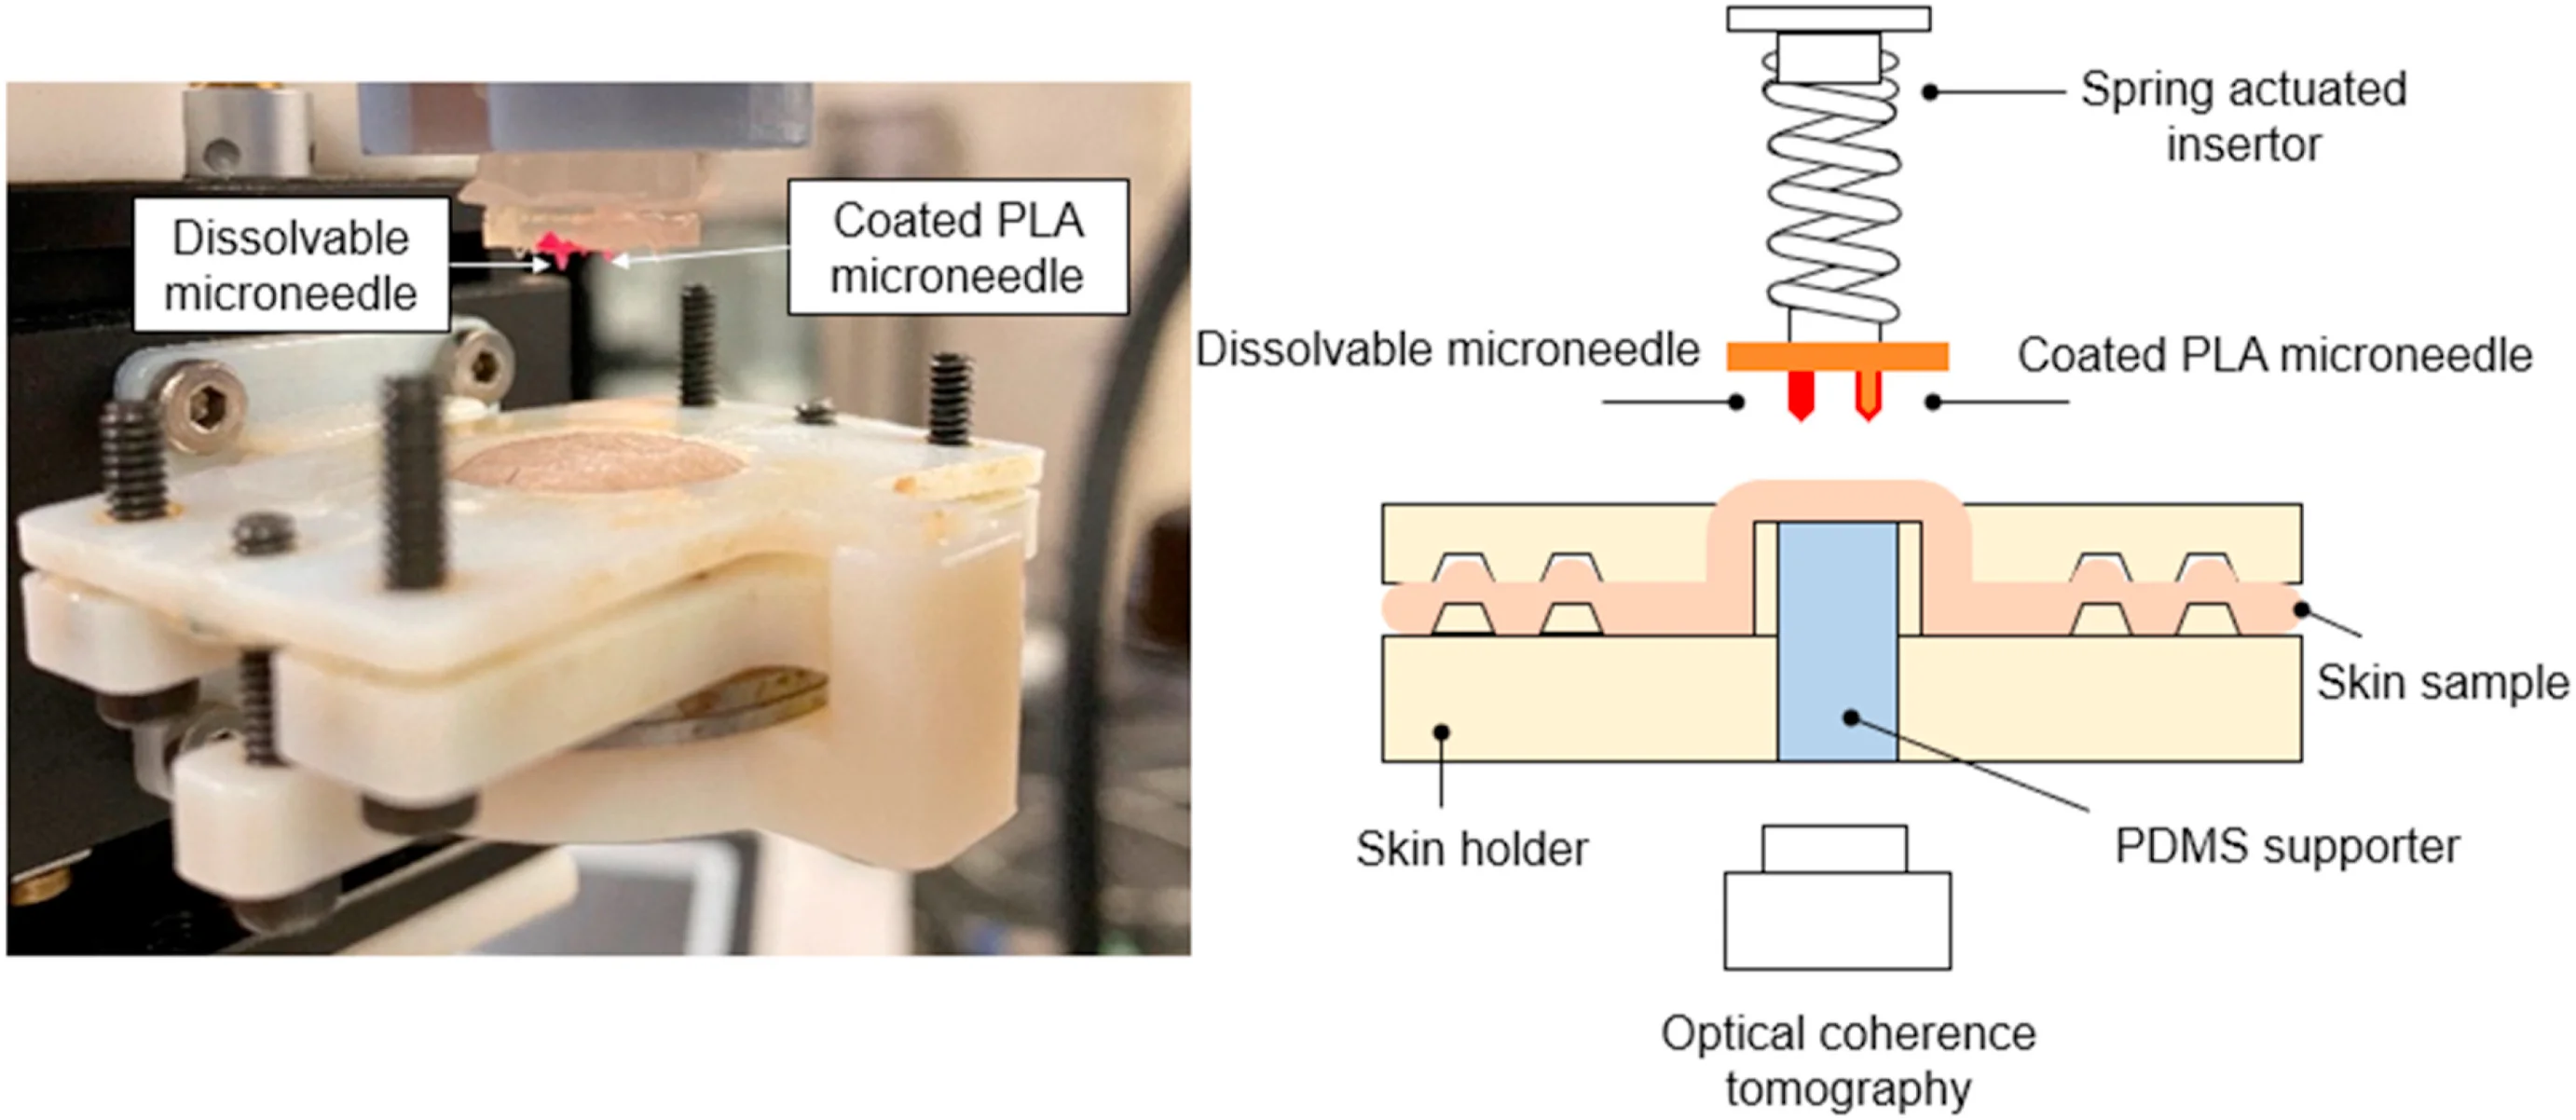 Dissolvable
microneedle
Coated PLA
microneedle
Spring actuated
insertor
Dissolvable microneedle
Coated PLA microneedle
Skin sample
Skin holder
PDMS supporter
Optical coherence
tomography